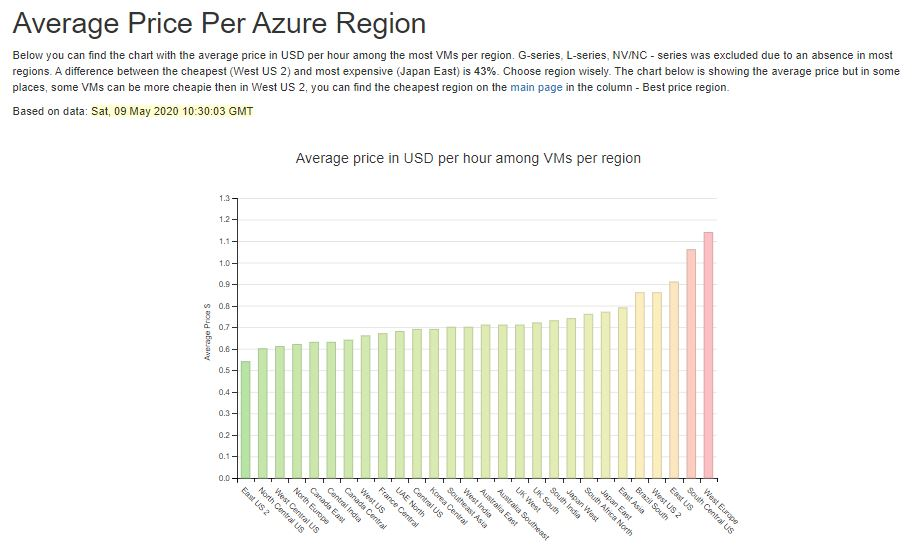 Average Price Per Azure Region
Below you can find the chart with the average price in USD per hour among the most VMs per region. G-series, L-series, NV/NC - series was excluded due to an absence in most
regions. A difference between the cheapest (West US 2) and most expensive (Japan East) is 43%. Choose region wisely. The chart below is showing the average price but in some
places, some VMs can be more cheapie then in West US 2, you can find the cheapest region on the main page in the column - Best price region.
Based on data: Sat, 09 May 2020 10:30:03 GMT
Average price in USD per hour among VMs per region
Average Price $
1.3
1.2
1.1
1.0
0.9
0.8
0.7
0.6
0.5
0.4
0.3
0.2
0.1
0.0
East US 2
North Central US
West Central US
North Europe
Canada East
Central India
Canada Central
West US
France Central
UAE North
Central US
Korea Central
Southeast Asia
West India
Australia East
Australia Southeast
UK West
UK South
South India
Japan West
South Africa North
Japan East
East Asia
Brazil South
West US 2
East US
South Central US
West Europe